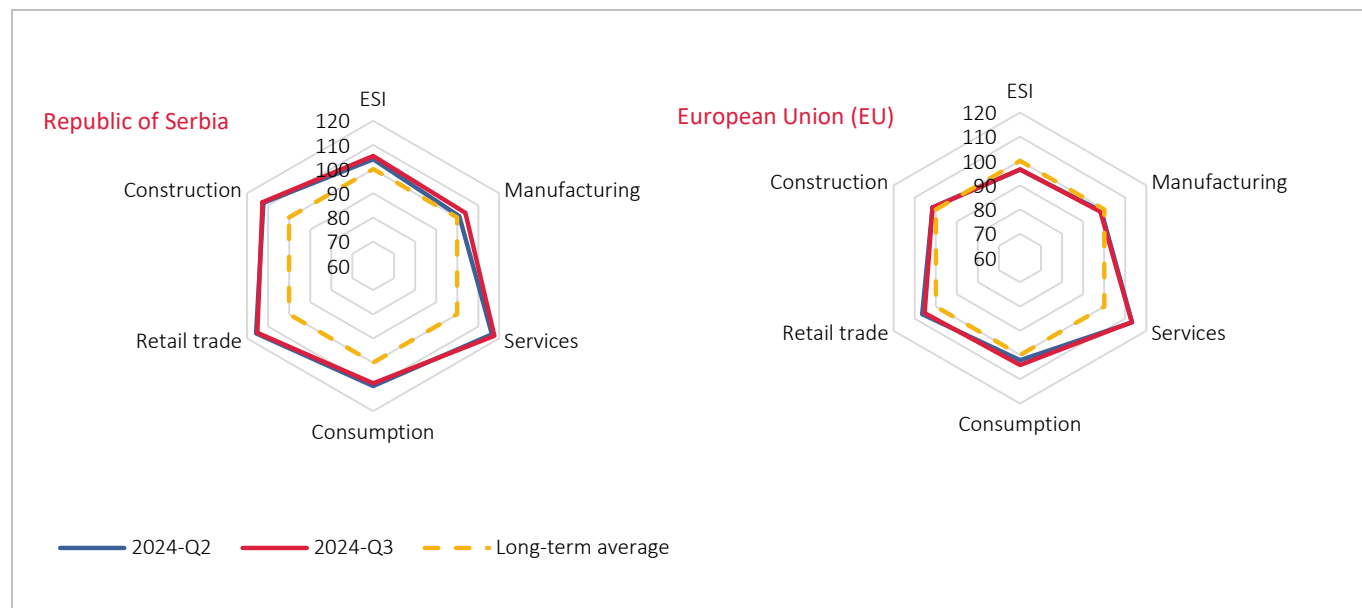 Republic of Serbia
ESI
120
110
100
90
80
70
60
Manufacturing
Services
Consumption
Retail trade
Construction
European Union (EU)
ESI
120
110
100
90
80
70
60
Manufacturing
Services
Consumption
Retail trade
Construction
2024-Q2
2024-Q3
Long-term average